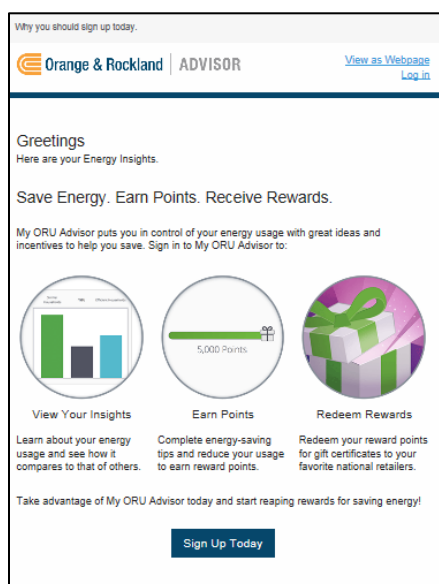 Why you should sign up today.
Orange & Rockland ADVISOR
View as Webpage
Log in
Greetings
Here are your Energy Insights.
Save Energy. Earn Points. Receive Rewards.
My ORU Advisor puts you in control of your energy usage with great ideas and
incentives to help you save. Sign in to My ORU Advisor to:
5,000 Points
View Your Insights
Learn about your energy
usage and see how it
compares to that of others.
Earn Points
Complete energy-saving
tips and reduce your usage
to earn reward points.
Redeem Rewards
Redeem your reward points
for gift certificates to your
favorite national retailers.
Take advantage of My ORU Advisor today and start reaping rewards for saving energy!
Sign Up Today